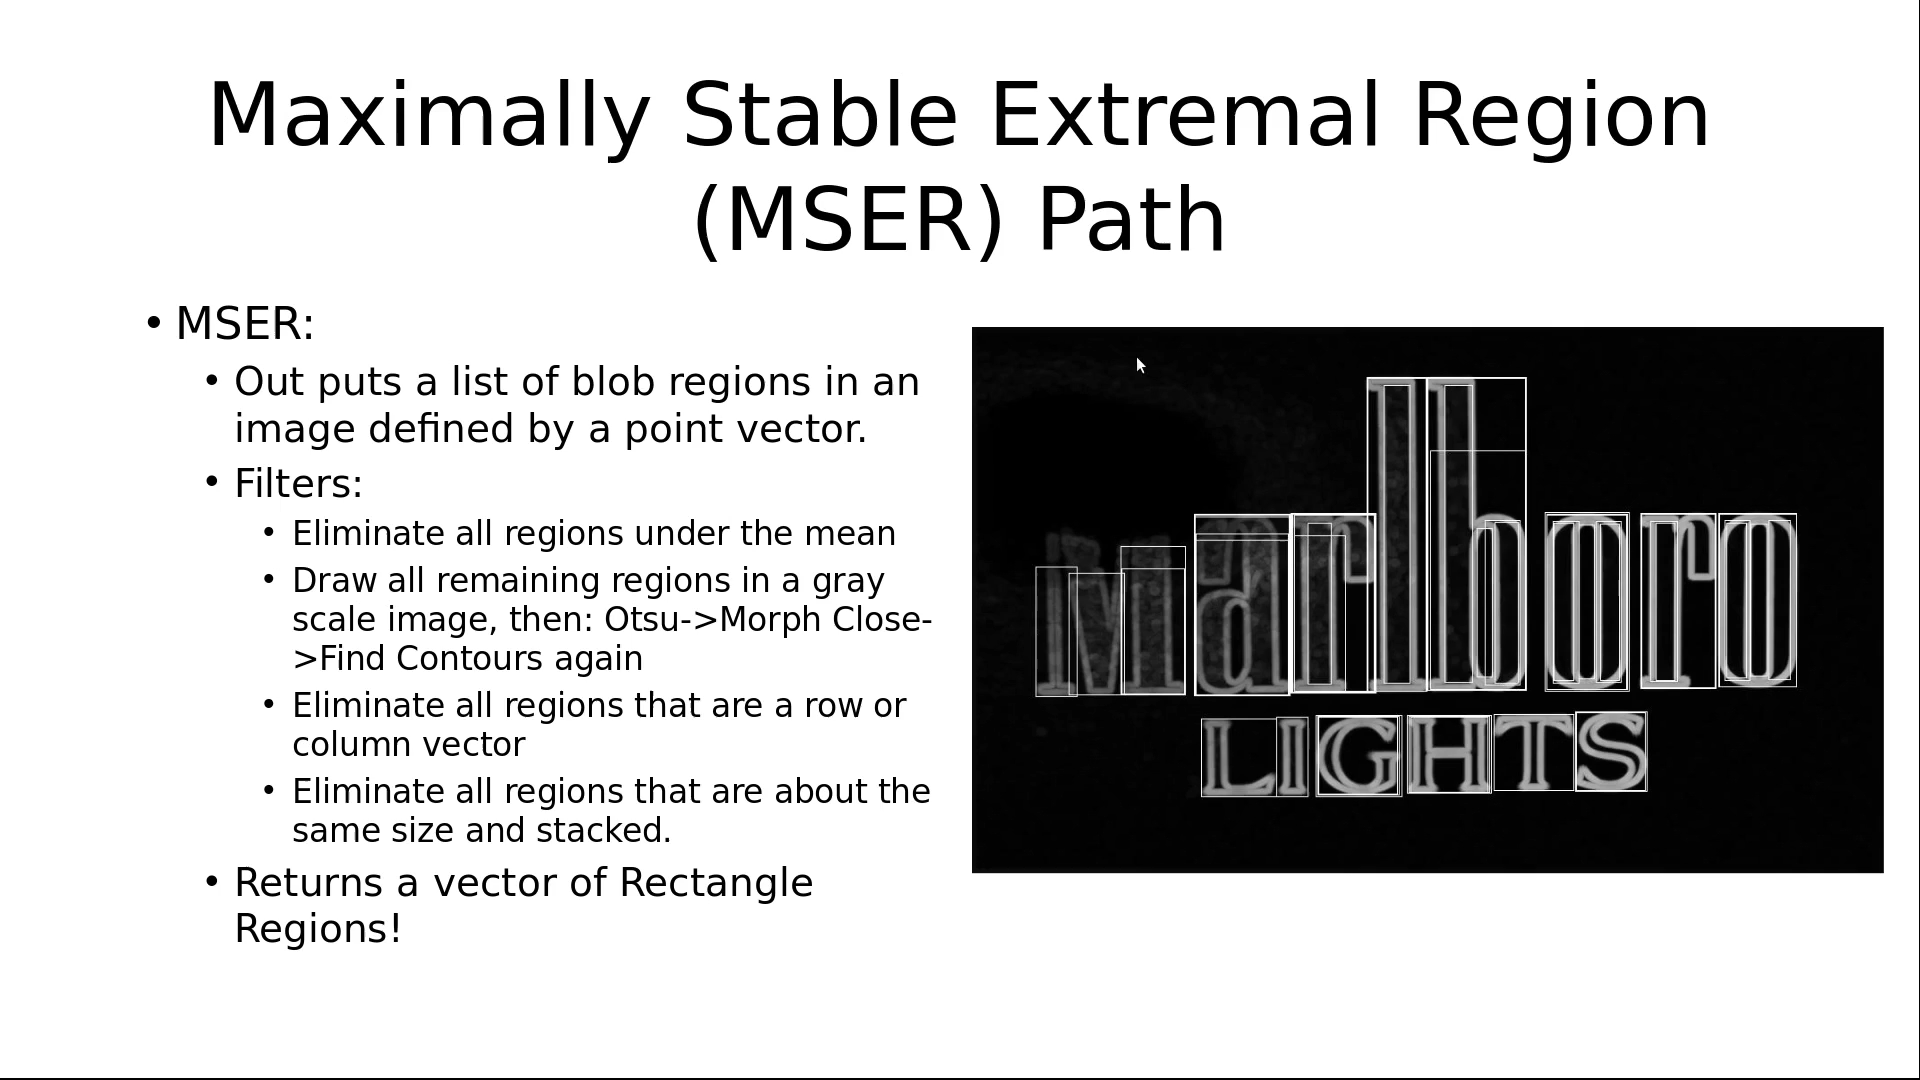 Maximally Stable Extremal Region
(MSER) Path
• MSER:
• Out puts a list of blob regions in an
image defined by a point vector.
• Filters:
• Eliminate all regions under the mean
• Draw all remaining regions in a gray
scale image, then: Otsu->Morph Close-
>Find Contours again
• Eliminate all regions that are a row or
column vector
• Eliminate all regions that are about the
same size and stacked.
• Returns a vector of Rectangle
Regions!
Marlboro
LIGHTS